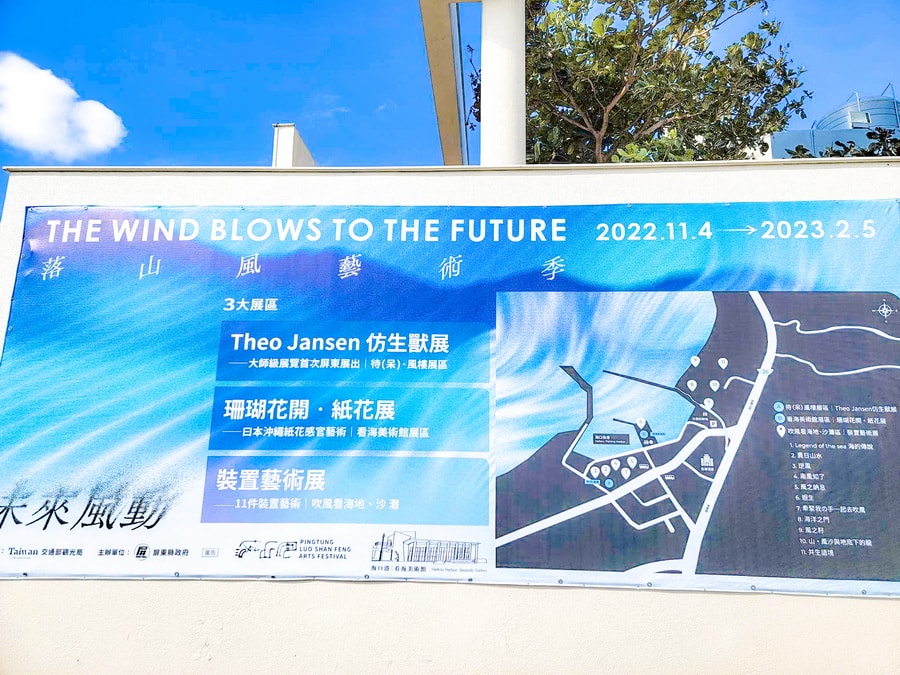 THE WIND BLOWS TO THE FUTURE 2022.11.4 → 2023.2.5
落山風藝術季
3大展區
Theo Jansen 仿生獸展
——大師級展覽首次屏東展出｜待(呆)·風樓展區
珊瑚花開·紙花展
——日本沖繩紙花感官藝術｜看海美術館展區
裝置藝術展
——11件裝置藝術｜吹風看海地、沙灘
未來風動
: Taiwan 交通部觀光局 主辦單位: 屏東縣政府 廣告
PINGTUNG
LUO SHAN FENG
ARTS FESTIVAL
海口港｜看海美術館
待(呆)風樓展區｜Theo Jansen仿生獸展
看海美術館展區｜珊瑚花開·紙花展
吹風看海地、沙灘區｜裝置藝術展
1. Legend of the sea 海的傳說
2. 貫日山水
3. 逆風
4. 南風知了
5. 風之納息
6. 迴生
7. 牽緊我の手一起去吹風
8. 海洋之門
9. 風之籽
10. 山、風沙與地底下的龍
11. 共生循境